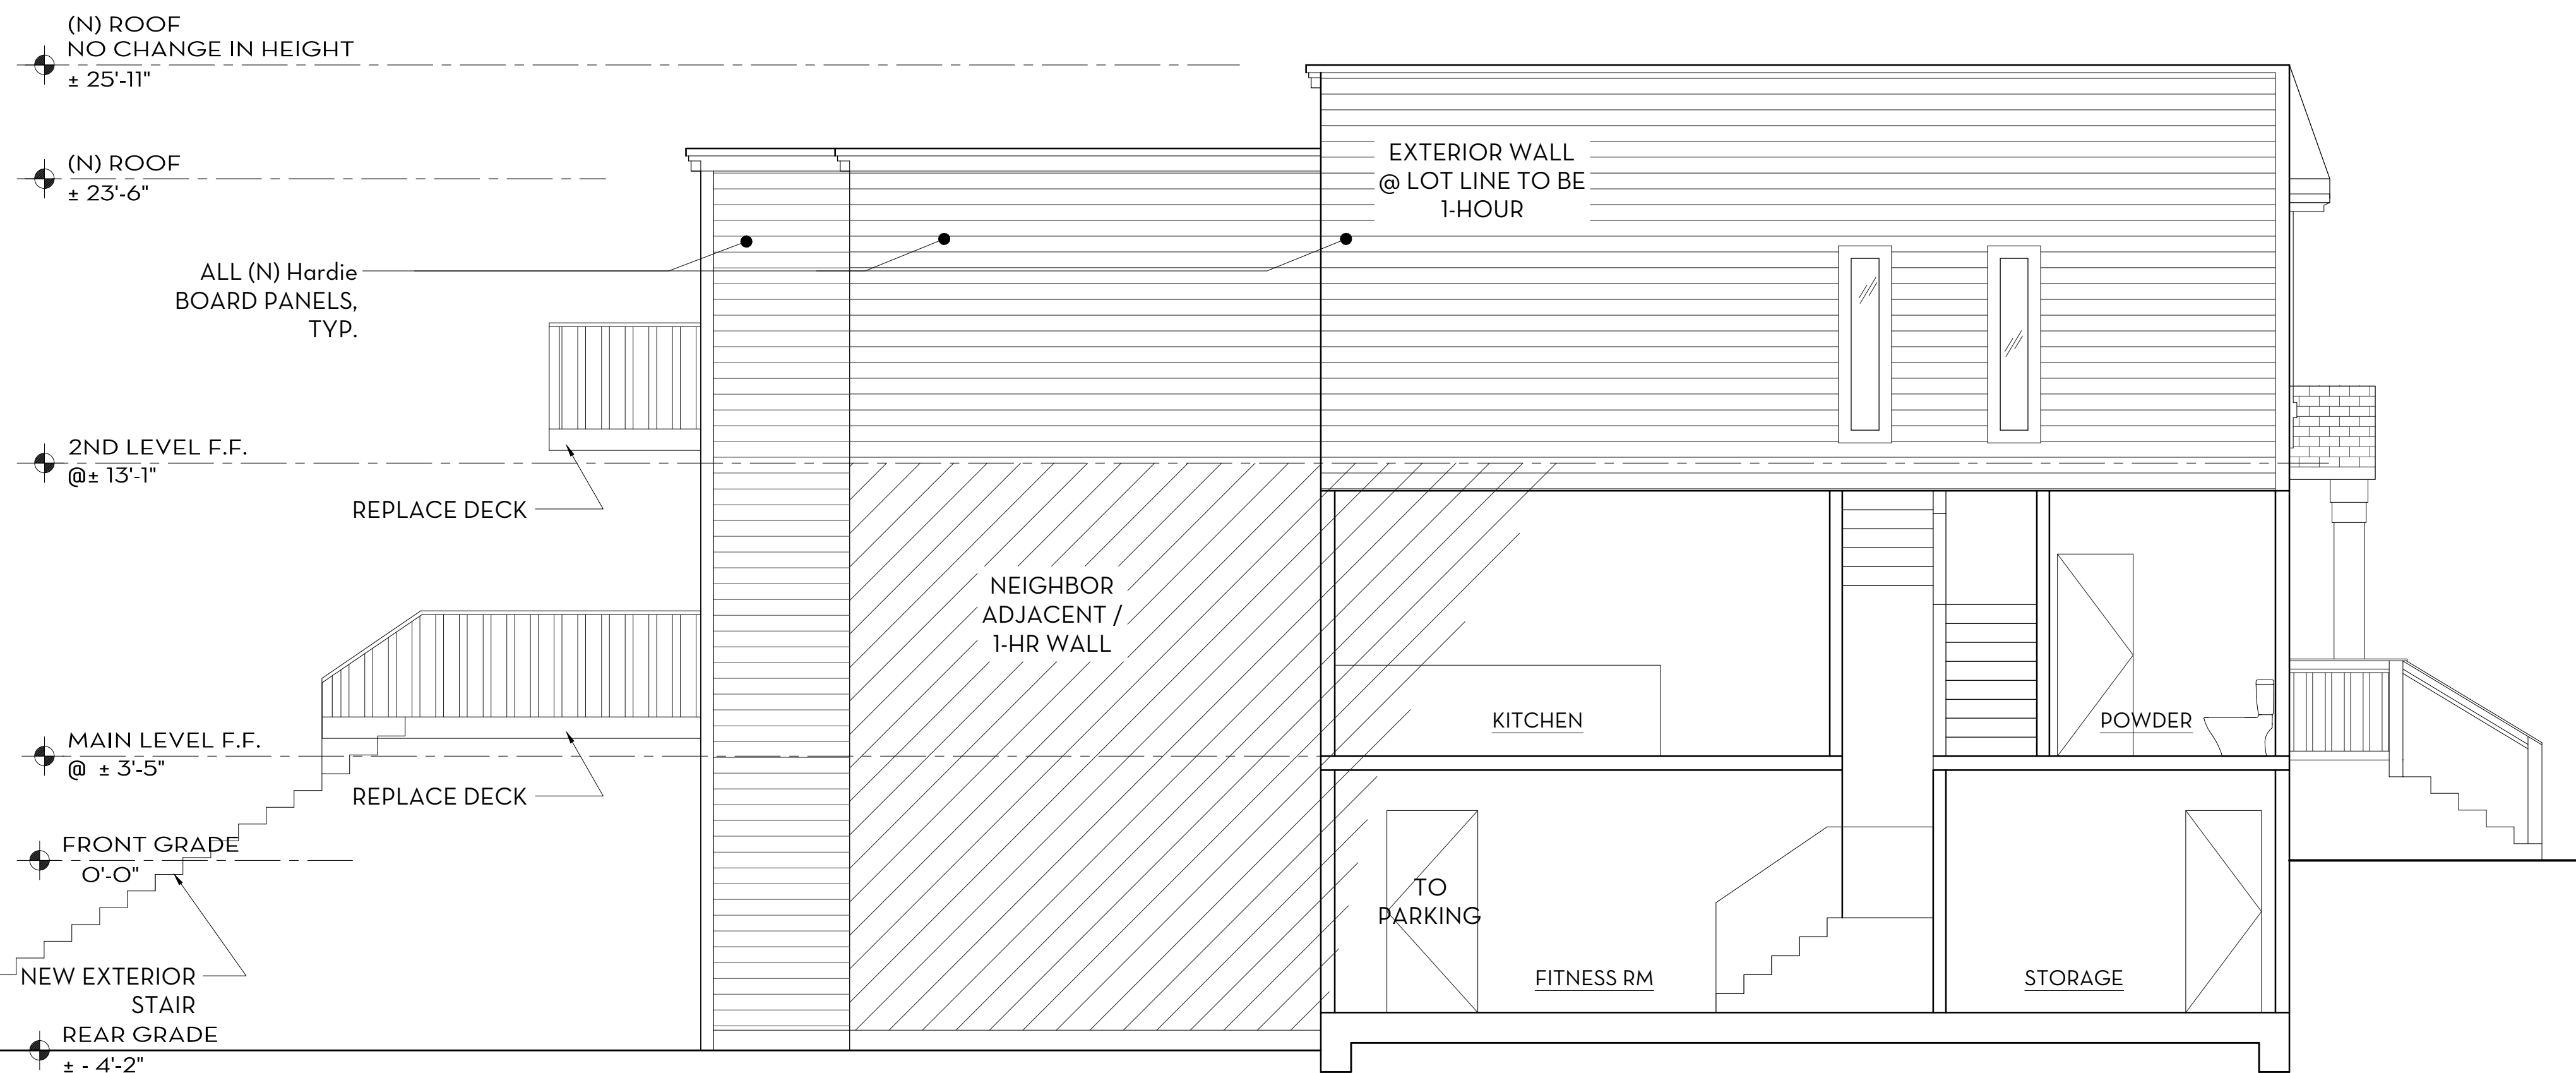 (N) ROOF
NO CHANGE IN HEIGHT
± 25'-11"
(N) ROOF
± 23'-6"
EXTERIOR WALL
@ LOT LINE TO BE
1-HOUR
ALL (N) Hardie
BOARD PANELS,
TYP.
2ND LEVEL F.F.
@± 13'-1"
REPLACE DECK
NEIGHBOR
ADJACENT /
1-HR WALL
KITCHEN
POWDER
MAIN LEVEL F.F.
@ ± 3'-5"
REPLACE DECK
FRONT GRADE
0'-0"
TO
PARKING
NEW EXTERIOR
STAIR
FITNESS RM
STORAGE
REAR GRADE
± - 4'-2"